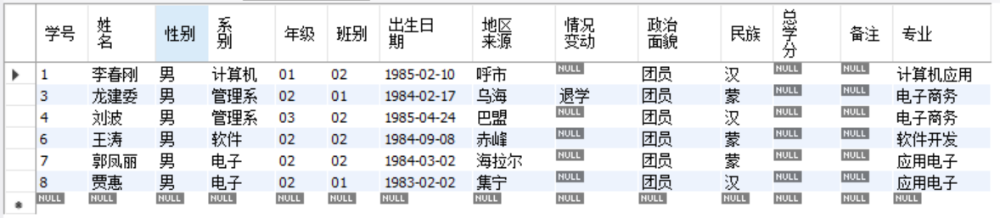 学号 姓名 性别 系别 年级 班别 出生日期 地区来源 情况变动 政治面貌 民族 总学分 备注 专业
1 李春刚 男 计算机 01 02 1985-02-10 呼市 NULL 团员 汉 NULL NULL 计算机应用
3 龙建委 男 管理系 02 01 1984-02-17 乌海 退学 团员 蒙 NULL NULL 电子商务
4 刘波 男 管理系 03 02 1985-04-24 巴盟 NULL 团员 汉 NULL NULL 电子商务
6 王涛 男 软件 02 02 1984-09-08 赤峰 NULL 团员 蒙 NULL NULL 软件开发
7 郭凤丽 男 电子 02 02 1984-03-02 海拉尔 NULL 团员 蒙 NULL NULL 应用电子
8 贾惠 男 电子 02 01 1983-02-02 集宁 NULL 团员 汉 NULL NULL 应用电子
NULL NULL NULL NULL NULL NULL NULL NULL NULL NULL NULL NULL NULL NULL